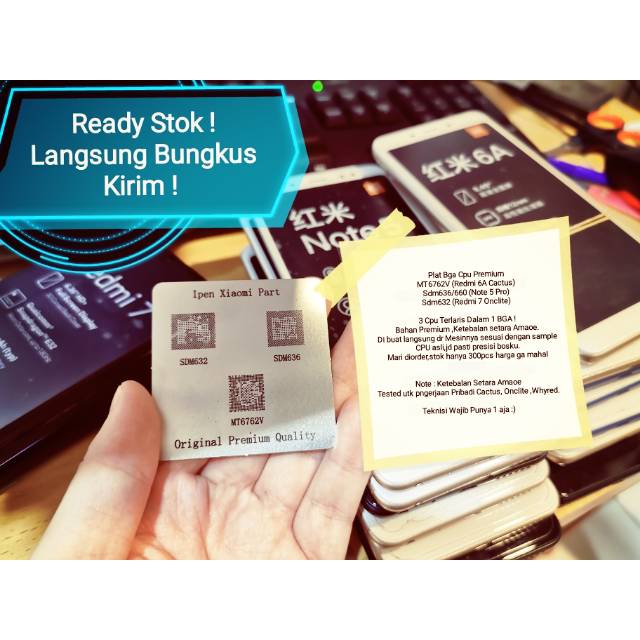 Ready Stok !
Langsung Bungkus
Kirim !
红米 6A
红米
Note
Redmi 7
Ipen Xiaomi Part
SDM632
SDM636
MT6762V
Original Premium Quality
Plat Bga Cpu Premium
MT6762V (Redmi 6A Cactus)
Sdm636/660 (Note 5 Pro)
Sdm632 (Redmi 7 Onclite)
3 Cpu Terlaris Dalam 1 BGA !
Bahan Premium ,Ketebalan setara Amaoe.
Di buat langsung dr Mesinnya sesuai dengan sample
CPU asli,jd pasti presisi bosku.
Mari diorder,stok hanya 300pcs harga ga mahal
Note : Ketebalan Setara Amaoe
Tested utk pngerjaan Pribadi Cactus, Onclite ,Whyred.
Teknisi Wajib Punya 1 aja :)